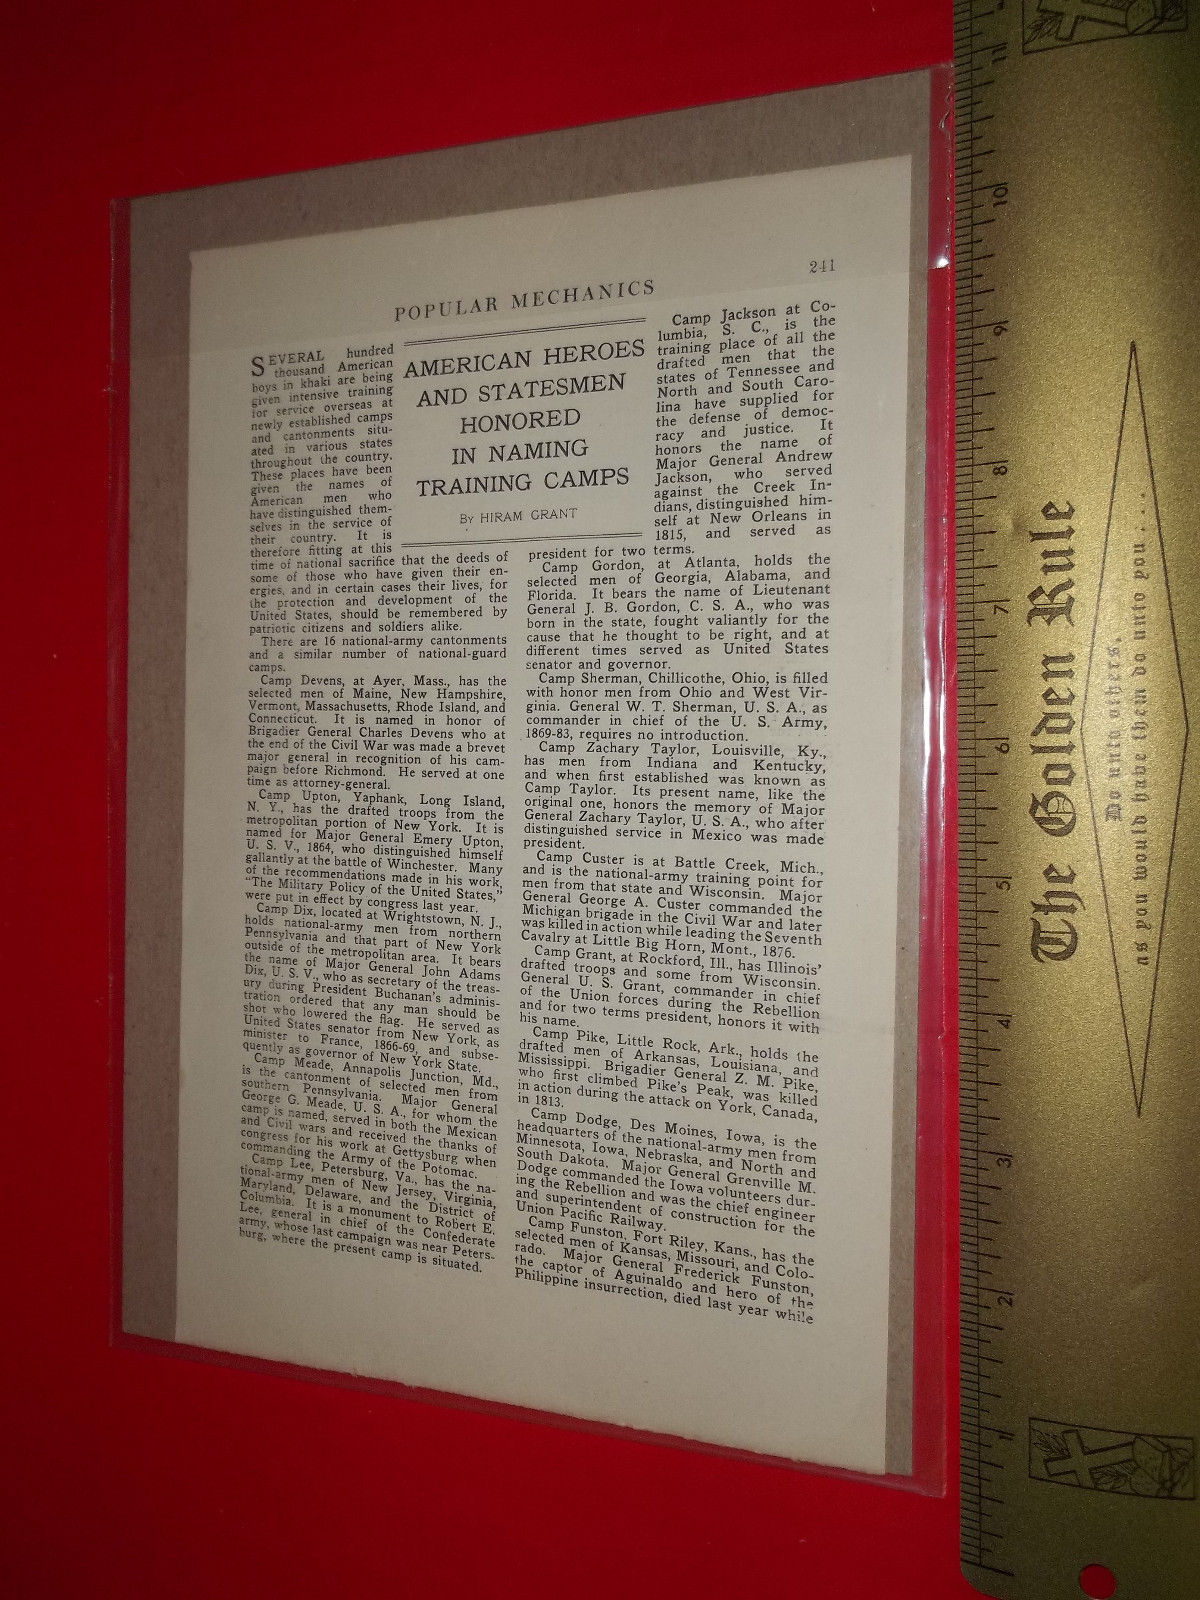 POPULAR MECHANICS
241
SEVERAL hundred
thousand American
boys in khaki are being
given intensive training
for service overseas at
newly established camps
and cantonments situ-
ated in various states
throughout the country.
These places have been
given the names of
American men who
have distinguished them-
selves in the service of
their country. It is
therefore fitting at this
time of national sacrifice that the deeds of
some of those who have given their en-
ergies, and in certain cases their lives, for
the protection and development of the
United States, should be remembered by
patriotic citizens and soldiers alike.
There are 16 national-army cantonments
and a similar number of national-guard
camps.
Camp Devens, at Ayer, Mass., has the
selected men of Maine, New Hampshire,
Vermont, Massachusetts, Rhode Island, and
Connecticut. It is named in honor of
Brigadier General Charles Devens who at
the end of the Civil War was made a brevet
major general in recognition of his cam-
paign before Richmond. He served at one
time as attorney-general.
Camp Upton, Yaphank, Long Island,
N. Y., has the drafted troops from the
metropolitan portion of New York. It is
named for Major General Emery Upton,
U. S. V., 1864, who distinguished himself
gallantly at the battle of Winchester. Many
of the recommendations made in his work,
"The Military Policy of the United States,"
were put in effect by congress last year.
Camp Dix, located at Wrightstown, N. J.,
holds national-army men from northern
Pennsylvania and that part of New York
outside of the metropolitan area. It bears
the name of Major General John Adams
Dix, U. S. V., who as secretary of the treas-
ury during President Buchanan's adminis-
tration ordered that any man should be
shot who lowered the flag. He served as
United States senator from New York, as
minister to France, 1866-69, and subse-
quently as governor of New York State.
Camp Meade, Annapolis Junction, Md.,
is the cantonment of selected men from
southern Pennsylvania. Major General
George G. Meade, U. S. A., for whom the
camp is named, served in both the Mexican
and Civil wars and received the thanks of
congress for his work at Gettysburg when
commanding the Army of the Potomac.
Camp Lee, Petersburg, Va., has the na-
tional-army men of New Jersey, Virginia,
Maryland, Delaware, and the District of
Columbia. It is a monument to Robert E.
Lee, general in chief of the Confederate
army, whose last campaign was near Peters-
burg, where the present camp is situated.
AMERICAN HEROES
AND STATESMEN
HONORED
IN NAMING
TRAINING CAMPS
By HIRAM GRANT
Camp Jackson at Co-
lumbia, S. C., is the
training place of all the
drafted men that the
states of Tennessee and
North and South Caro-
lina have supplied for
the defense of democ-
racy and justice. It
honors the name of
Major General Andrew
Jackson, who served
against the Creek In-
dians, distinguished him-
self at New Orleans in
1815, and served as
president for two terms.
Camp Gordon, at Atlanta, holds the
selected men of Georgia, Alabama, and
Florida. It bears the name of Lieutenant
General J. B. Gordon, C. S. A., who was
born in the state, fought valiantly for the
cause that he thought to be right, and at
different times served as United States
senator and governor.
Camp Sherman, Chillicothe, Ohio, is filled
with honor men from Ohio and West Vir-
ginia. General W. T. Sherman, U. S. A., as
commander in chief of the U. S. Army,
1869-83, requires no introduction.
Camp Zachary Taylor, Louisville, Ky.,
has men from Indiana and Kentucky,
and when first established was known as
Camp Taylor. Its present name, like the
original one, honors the memory of Major
General Zachary Taylor, U. S. A., who after
distinguished service in Mexico was made
president.
Camp Custer is at Battle Creek, Mich.,
and is the national-army training point for
men from that state and Wisconsin. Major
General George A. Custer commanded the
Michigan brigade in the Civil War and later
was killed in action while leading the Seventh
Cavalry at Little Big Horn, Mont., 1876.
Camp Grant, at Rockford, Ill., has Illinois'
drafted troops and some from Wisconsin.
General U. S. Grant, commander in chief
of the Union forces during the Rebellion
and for two terms president, honors it with
his name.
Camp Pike, Little Rock, Ark., holds the
drafted men of Arkansas, Louisiana, and
Mississippi. Brigadier General Z. M. Pike,
who first climbed Pike's Peak, was killed
in action during the attack on York, Canada,
in 1813.
Camp Dodge, Des Moines, Iowa, is the
headquarters of the national-army men from
Minnesota, Iowa, Nebraska, and North and
South Dakota. Major General Grenville M.
Dodge commanded the Iowa volunteers dur-
ing the Rebellion and was the chief engineer
and superintendent of construction for the
Union Pacific Railway.
Camp Funston, Fort Riley, Kans., has the
selected men of Kansas, Missouri, and Colo-
rado. Major General Frederick Funston,
the captor of Aguinaldo and hero of the
Philippine insurrection, died last year while
The Golden Rule
Do unto others,
as you would have them do unto you....
11
10
9
8
7
6
5
4
3
2
1